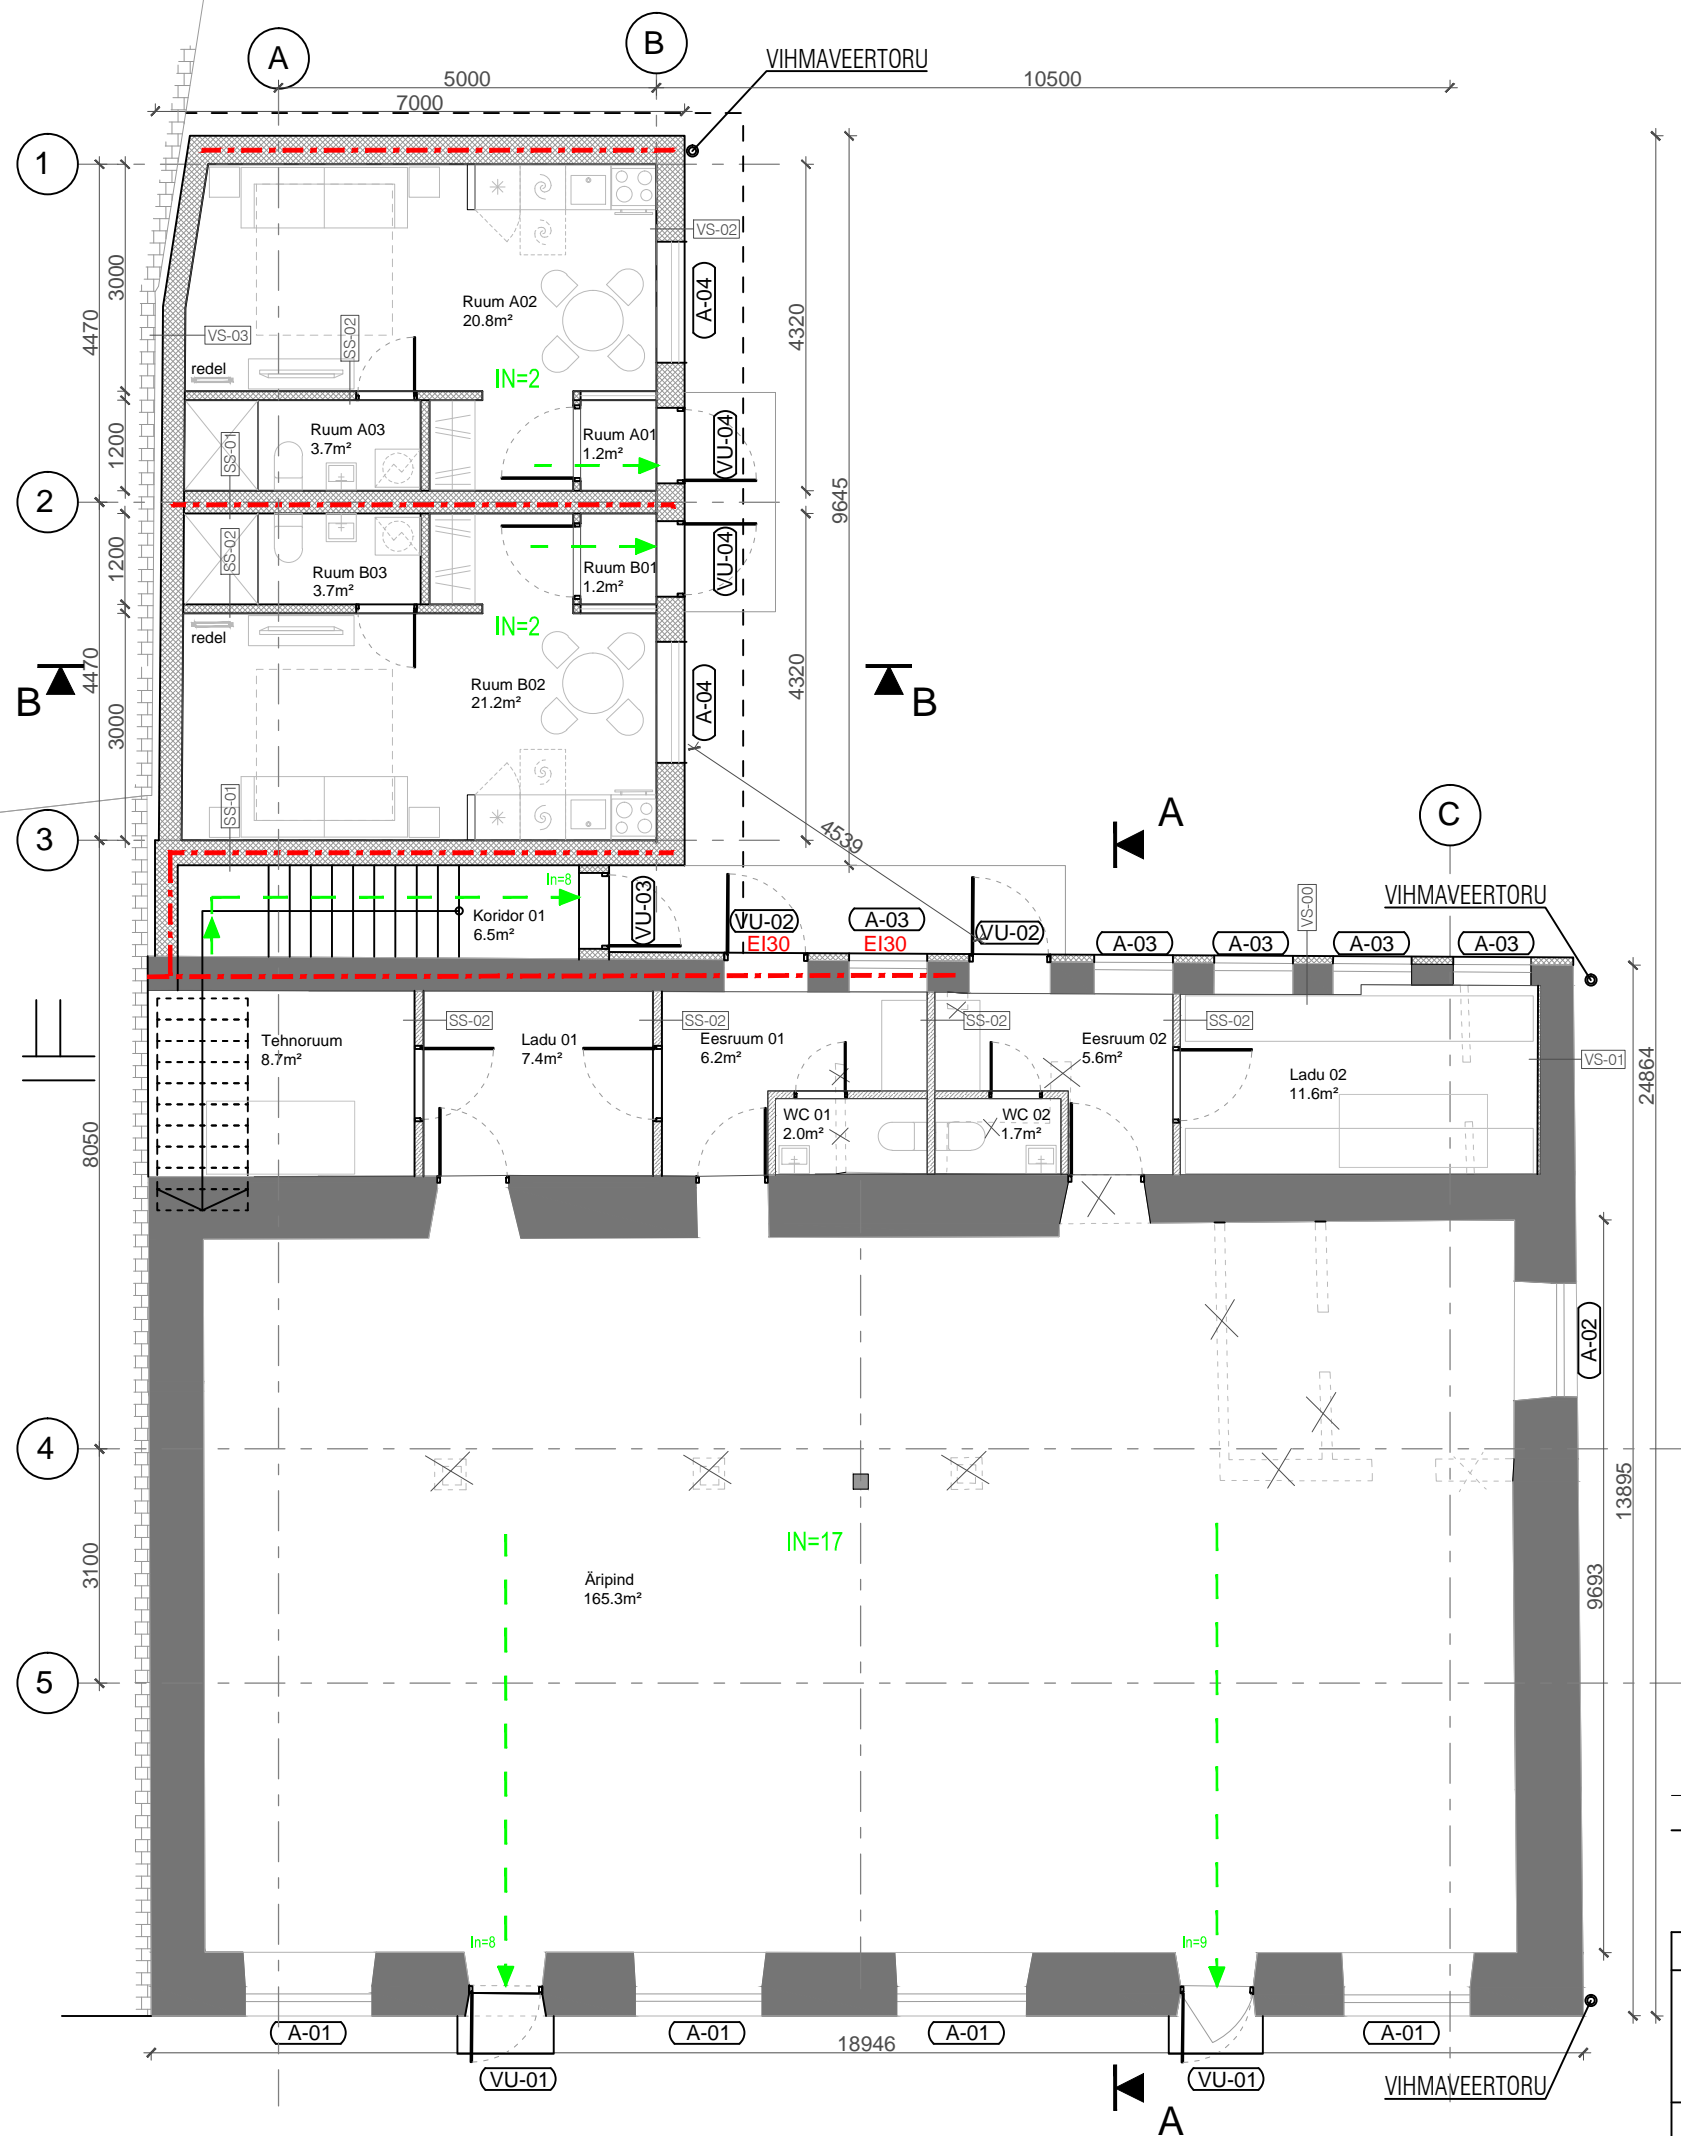 A
B
VIHMAVEERTORU
5000
10500
7000
1
VS-02
A-04
3000
4470
4320
Ruum A02
20.8m²
VS-03
SS-02
redel
IN=2
Ruum A03
3.7m²
Ruum A01
1.2m²
VU-04
SS-01
1200
2
9645
SS-02
1200
Ruum B03
3.7m²
Ruum B01
1.2m²
VU-04
redel
IN=2
B
4470
Ruum B02
21.2m²
4320
A-04
B
3000
SS-01
A
C
3
4539
In=8
Koridor 01
6.5m²
VU-03
VU-02
EI30
A-03
EI30
VU-02
A-03
A-03
VS-00
A-03
A-03
VIHMAVEERTORU
SS-02
SS-02
SS-02
SS-02
Tehnoruum
8.7m²
Ladu 01
7.4m²
Eesruum 01
6.2m²
Eesruum 02
5.6m²
Ladu 02
11.6m²
VS-01
24864
WC 01
2.0m²
WC 02
1.7m²
8050
A-02
4
13895
IN=17
3100
Äripind
165.3m²
9693
5
In=8
In=9
A-01
A-01
A-01
A-01
18946
VU-01
VU-01
VIHMAVEERTORU
A